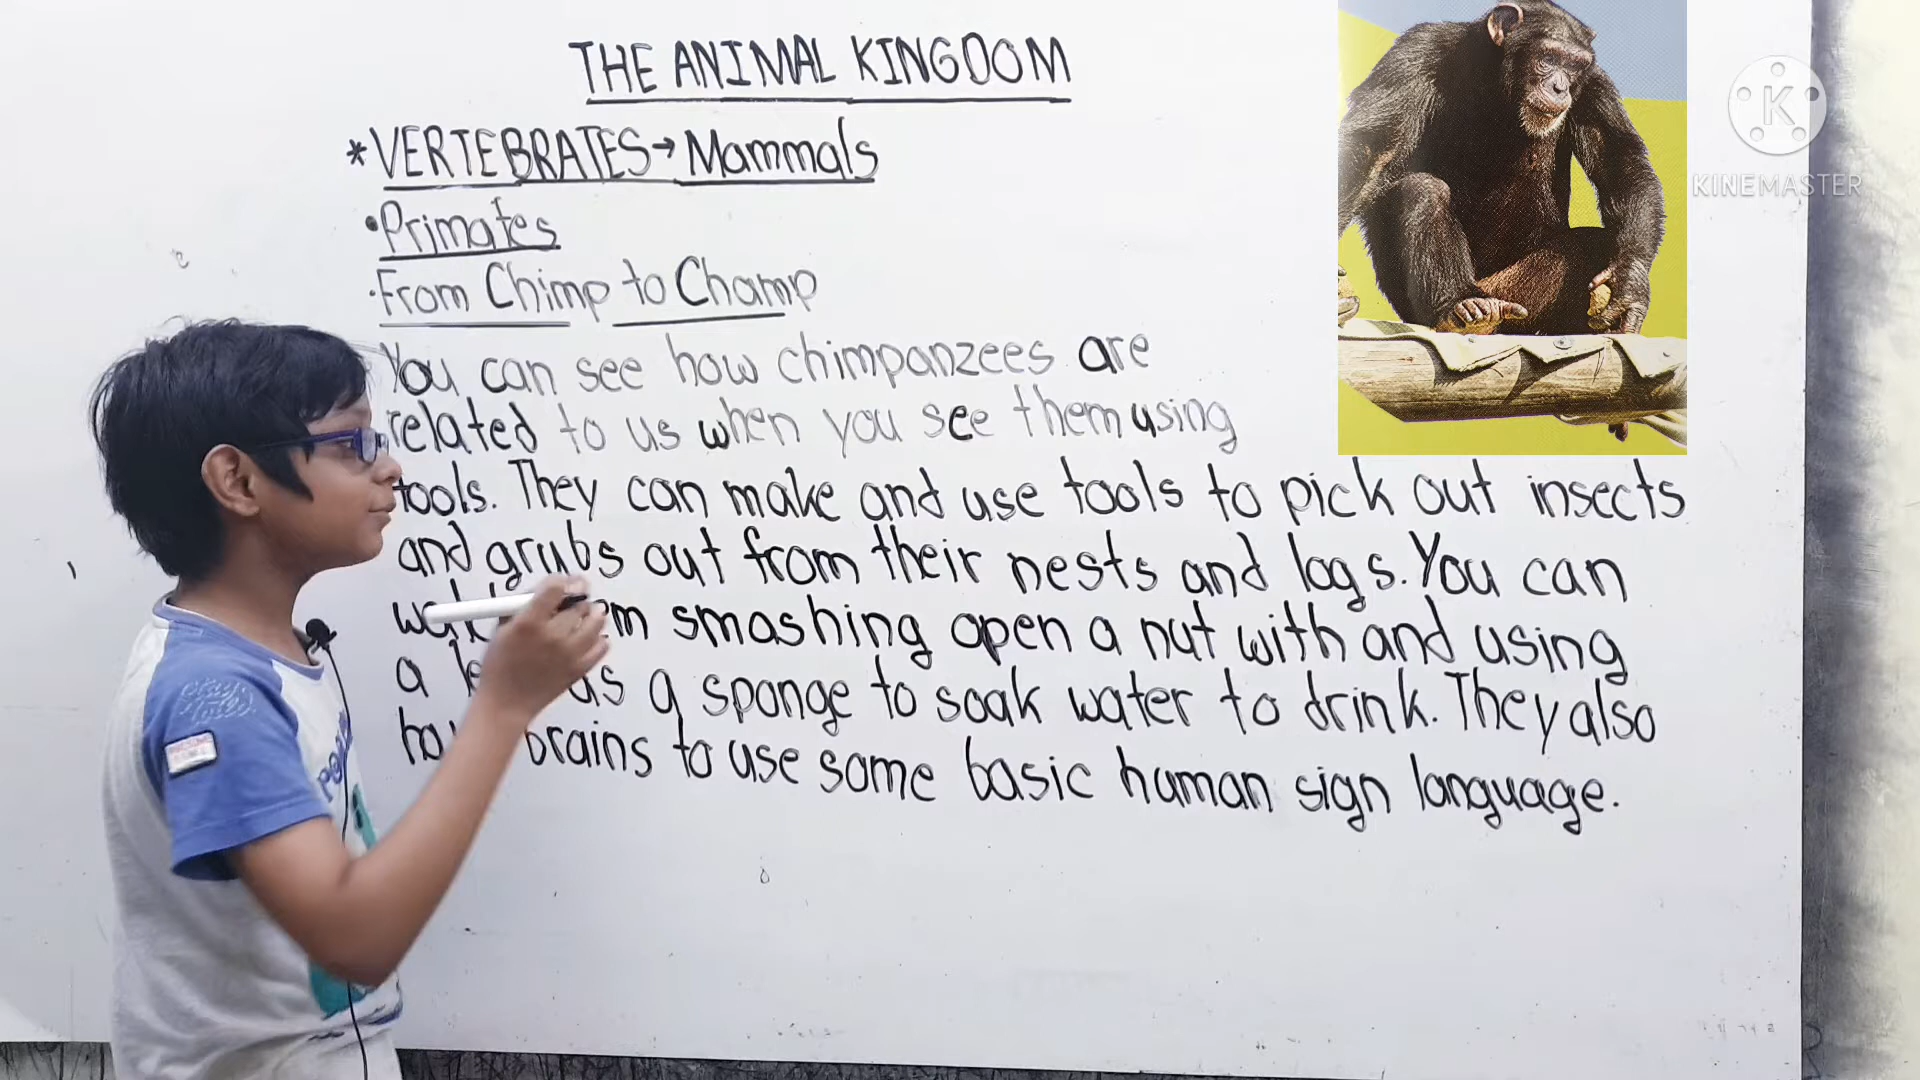 THE ANIMAL KINGDOM
*VERTEBRATES→Mammals
•Primates
·From Chimp to Champ
You can see how chimpanzees are
related to us when you see them using
tools. They can make and use tools to pick out insects
and grubs out from their nests and logs. You can
smashing open a nut with and using
a as a sponge to soak water to drink. They also
brains to use some basic human sign language.
KINEMASTER